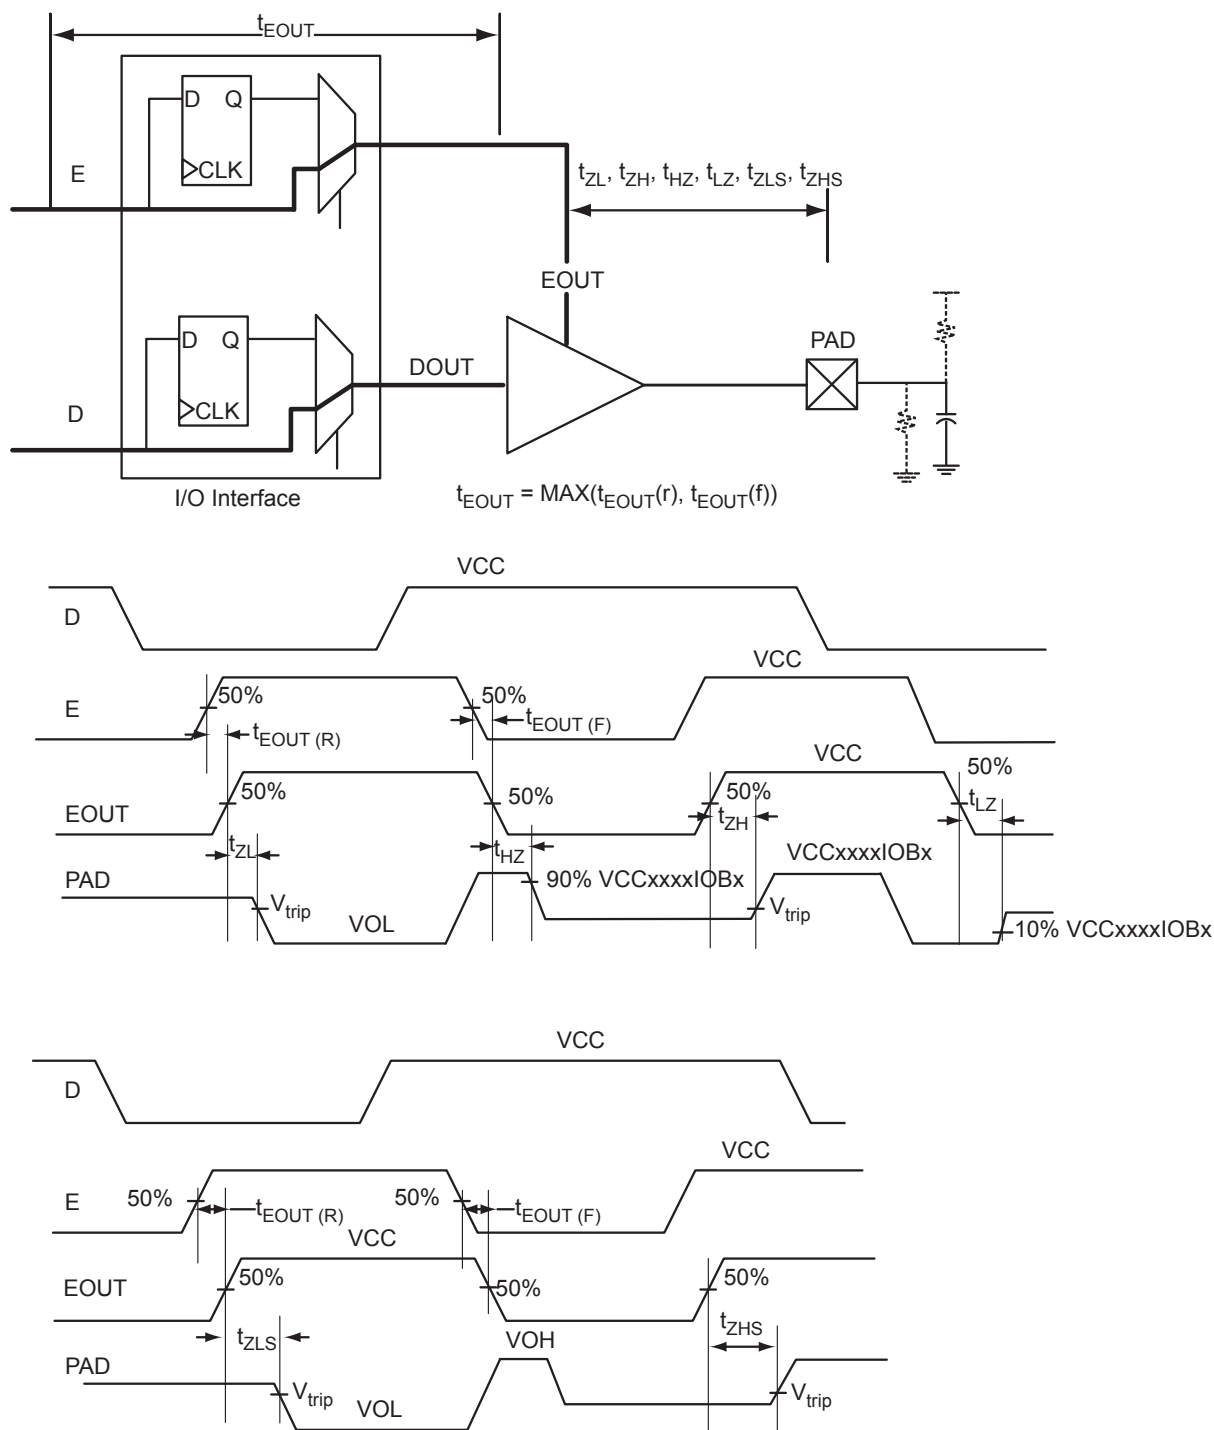 tEOUT
D Q
CLK
E
tZL, tZH, tHZ, tLZ, tZLS, tZHS
EOUT
D Q
CLK
DOUT
PAD
D
I/O Interface
tEOUT = MAX(tEOUT(r), tEOUT(f))
VCC
D
VCC
E
50%
50%
tEOUT (R)
tEOUT (F)
VCC
50%
EOUT
50%
50%
50%
tZL
tHZ
tZH
tLZ
PAD
Vtrip
VOL
90% VCCxxxxIOBx
VCCxxxxIOBx
Vtrip
10% VCCxxxxIOBx
VCC
D
VCC
E
50%
50%
tEOUT (R)
tEOUT (F)
VCC
EOUT
50%
50%
50%
tZLS
VOH
tZHS
PAD
Vtrip
VOL
Vtrip